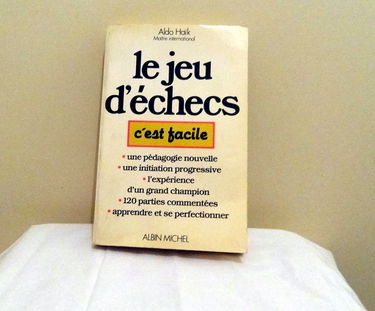 Aldo Haïk
Maître international
le jeu
d'échecs
c'est facile
• une pédagogie nouvelle
• une initiation progressive
• l'expérience
d'un grand champion
• 120 parties commentées
• apprendre et se perfectionner
ALBIN MICHEL